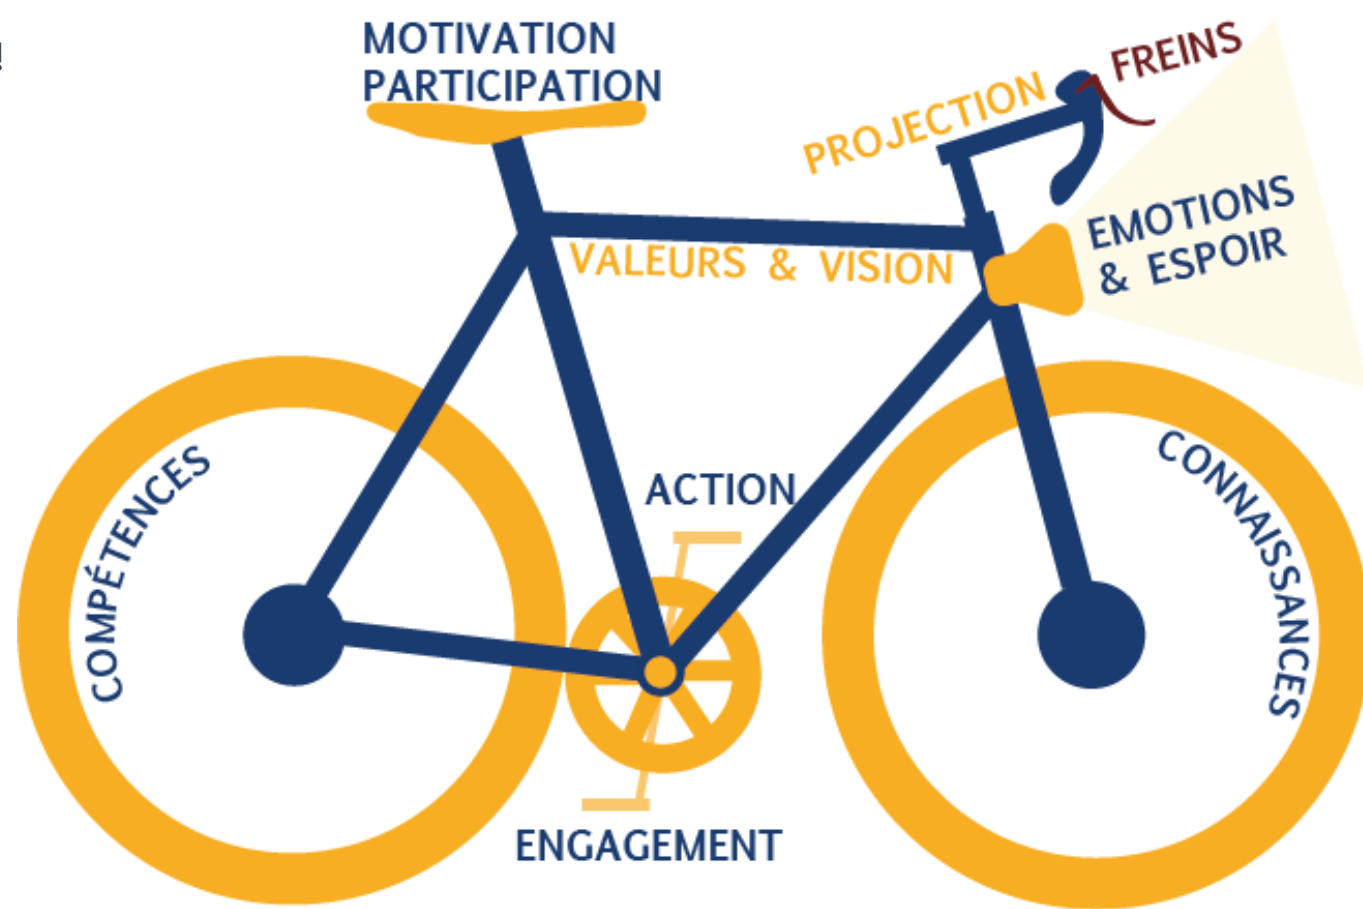 MOTIVATION
PARTICIPATION
FREINS
PROJECTION
!
EMOTIONS
& ESPOIR
VALEURS & VISION
COMPÉTENCES
CONNAISSANCES
ACTION
ENGAGEMENT